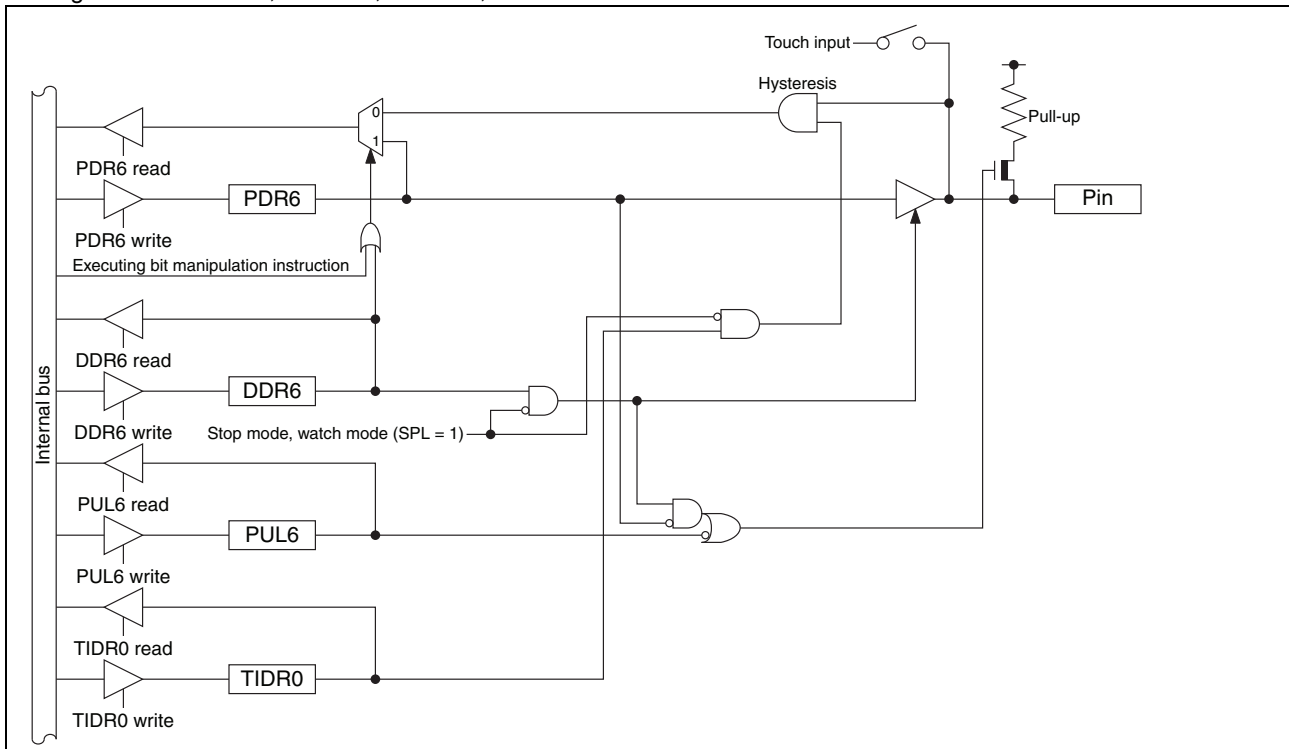 Touch input
Hysteresis
Pull-up
0
1
PDR6 read
PDR6
Pin
PDR6 write
Executing bit manipulation instruction
DDR6 read
Internal bus
DDR6
DDR6 write
Stop mode, watch mode (SPL = 1)
PUL6 read
PUL6
PUL6 write
TIDR0 read
TIDR0
TIDR0 write